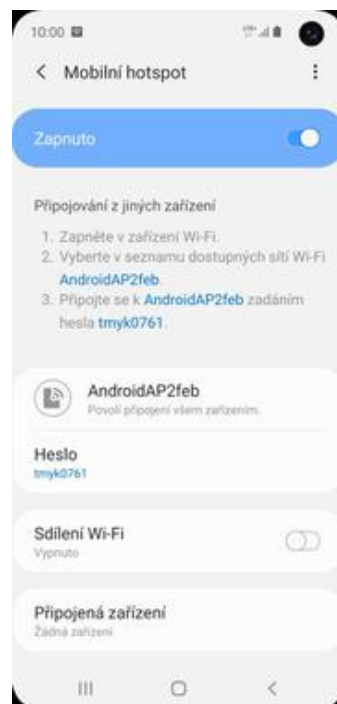 10:00
Mobilní hotspot
Zapnuto
Připojování z jiných zařízení
1. Zapněte v zařízení Wi-Fi.
2. Vyberte v seznamu dostupných sítí Wi-Fi
AndroidAP2feb.
3. Připojte se k AndroidAP2feb zadáním
hesla tmyk0761.
AndroidAP2feb
Povolí připojení všem zařízením.
Heslo
tmyk0761
Sdílení Wi-Fi
Vypnuto
Připojená zařízení
Žádná zařízení